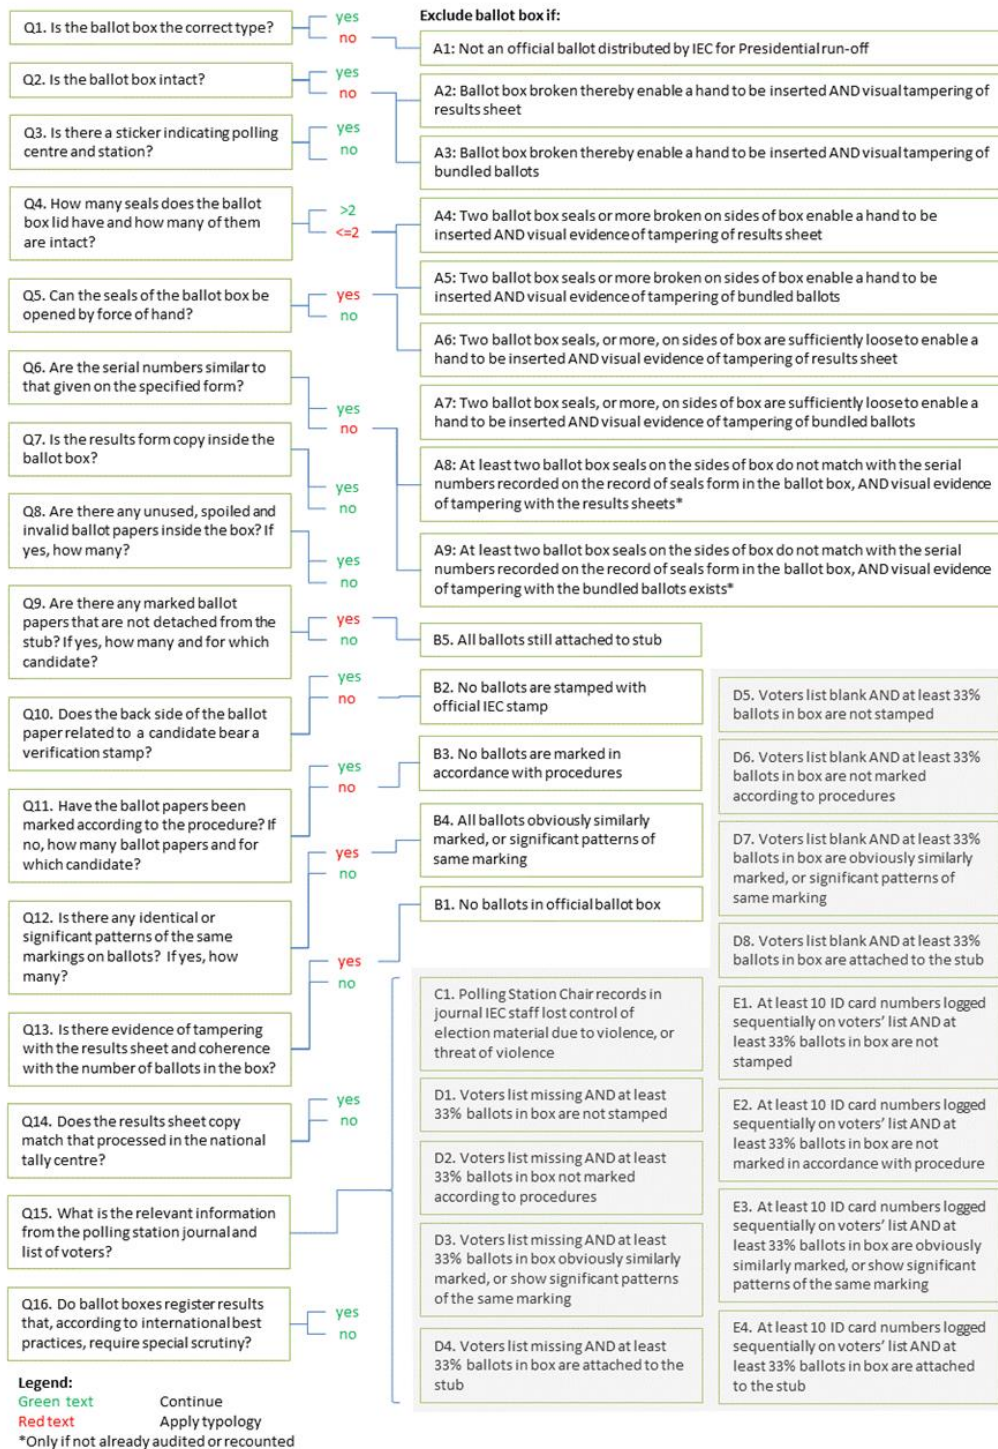 Exclude ballot box if:
Q1. Is the ballot box the correct type?
yes
no
A1: Not an official ballot distributed by IEC for Presidential run-off
Q2. Is the ballot box intact?
yes
no
A2: Ballot box broken thereby enable a hand to be inserted AND visual tampering of
results sheet
Q3. Is there a sticker indicating polling
centre and station?
yes
no
A3: Ballot box broken thereby enable a hand to be inserted AND visual tampering of
bundled ballots
Q4. How many seals does the ballot
box lid have and how many of them
are intact?
>2
<=2
A4: Two ballot box seals or more broken on sides of box enable a hand to be
inserted AND visual evidence of tampering of results sheet
A5: Two ballot box seals or more broken on sides of box enable a hand to be
inserted AND visual evidence of tampering of bundled ballots
Q5. Can the seals of the ballot box be
opened by force of hand?
yes
no
A6: Two ballot box seals, or more, on sides of box are sufficiently loose to enable a
hand to be inserted AND visual evidence of tampering of results sheet
A7: Two ballot box seals, or more, on sides of box are sufficiently loose to enable a
hand to be inserted AND visual evidence of tampering of bundled ballots
Q6. Are the serial numbers similar to
that given on the specified form?
yes
no
A8: At least two ballot box seals on the sides of box do not match with the serial
numbers recorded on the record of seals form in the ballot box, AND visual evidence
of tampering with the results sheets*
A9: At least two ballot box seals on the sides of box do not match with the serial
numbers recorded on the record of seals form in the ballot box, AND visual evidence
of tampering with the bundled ballots exists*
Q7. Is the results form copy inside the
ballot box?
yes
no
Q8. Are there any unused, spoiled and
invalid ballot papers inside the box? If
yes, how many?
yes
no
Q9. Are there any marked ballot
papers that are not detached from the
stub? If yes, how many and for which
candidate?
yes
no
B5. All ballots still attached to stub
Q10. Does the back side of the ballot
paper related to a candidate bear a
verification stamp?
yes
no
B2. No ballots are stamped with
official IEC stamp
Q11. Have the ballot papers been
marked according to the procedure? If
no, how many ballot papers and for
which candidate?
yes
no
B3. No ballots are marked in
accordance with procedures
Q12. Is there any identical or
significant patterns of the same
markings on ballots? If yes, how
many?
yes
no
B4. All ballots obviously similarly
marked, or significant patterns of
same marking
Q13. Is there evidence of tampering
with the results sheet and coherence
with the number of ballots in the box?
yes
no
B1. No ballots in official ballot box
Q14. Does the results sheet copy
match that processed in the national
tally centre?
yes
no
Q15. What is the relevant information
from the polling station journal and
list of voters?
C1. Polling Station Chair records in
journal IEC staff lost control of
election material due to violence, or
threat of violence
D1. Voters list missing AND at least
33% ballots in box are not stamped
D2. Voters list missing AND at least
33% ballots in box not marked
according to procedures
D3. Voters list missing AND at least
33% ballots in box obviously similarly
marked, or show significant patterns
of the same marking
D4. Voters list missing AND at least
33% ballots in box are attached to the
stub
D5. Voters list blank AND at least 33%
ballots in box are not stamped
D6. Voters list blank AND at least 33%
ballots in box are not marked
according to procedures
D7. Voters list blank AND at least 33%
ballots in box are obviously similarly
marked, or significant patterns of
same marking
D8. Voters list blank AND at least 33%
ballots in box are attached to the stub
E1. At least 10 ID card numbers logged
sequentially on voters' list AND at
least 33% ballots in box are not
stamped
E2. At least 10 ID card numbers logged
sequentially on voters' list AND at
least 33% ballots in box are not
marked in accordance with procedure
E3. At least 10 ID card numbers logged
sequentially on voters' list AND at
least 33% ballots in box are obviously
similarly marked, or show significant
patterns of the same marking
E4. At least 10 ID card numbers logged
sequentially on voters' list AND at
least 33% ballots in box are attached
to the stub
Q16. Do ballot boxes register results
that, according to international best
practices, require special scrutiny?
yes
no
Legend:
Green text Continue
Red text Apply typology
*Only if not already audited or recounted